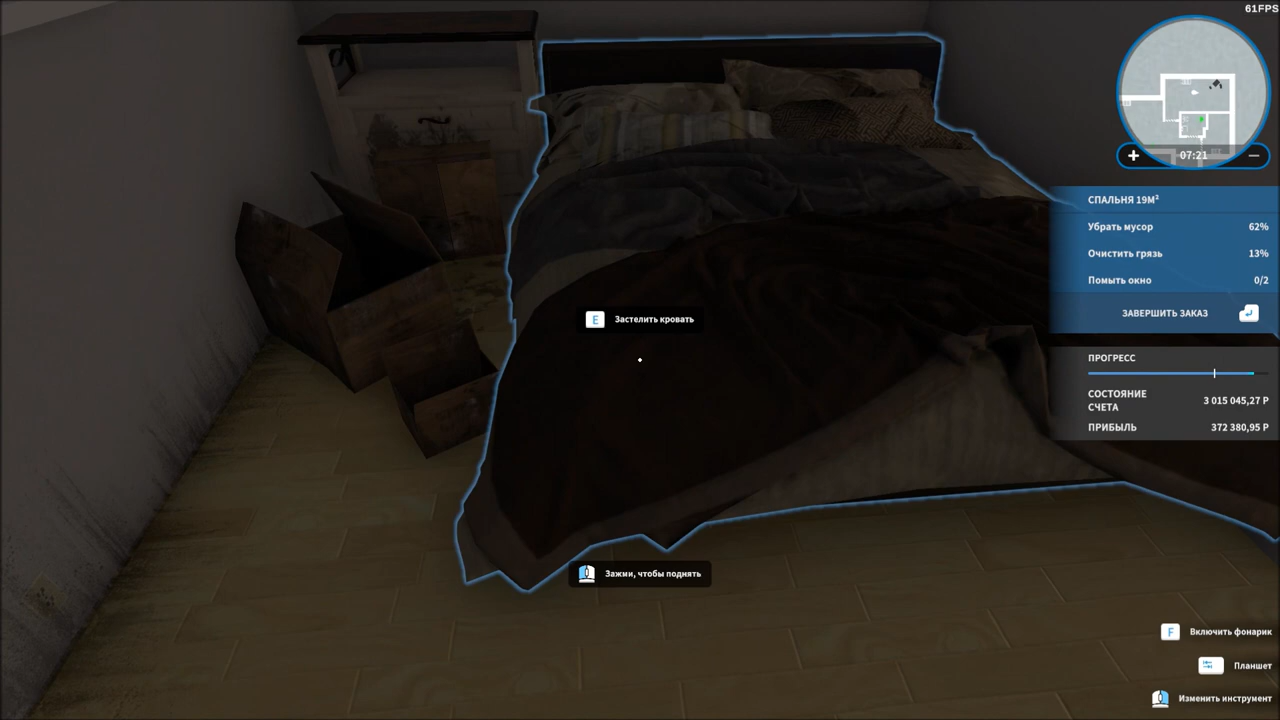 61FPS
07:21
СПАЛЬНЯ 19М²
Убрать мусор 62%
Очистить грязь 13%
Помыть окно 0/2
ЗАВЕРШИТЬ ЗАКАЗ
E Застелить кровать
ПРОГРЕСС
СОСТОЯНИЕ
СЧЕТА 3 015 045,27 Р
ПРИБЫЛЬ 372 380,95 Р
Зажми, чтобы поднять
F Включить фонарик
Планшет
Изменить инструмент